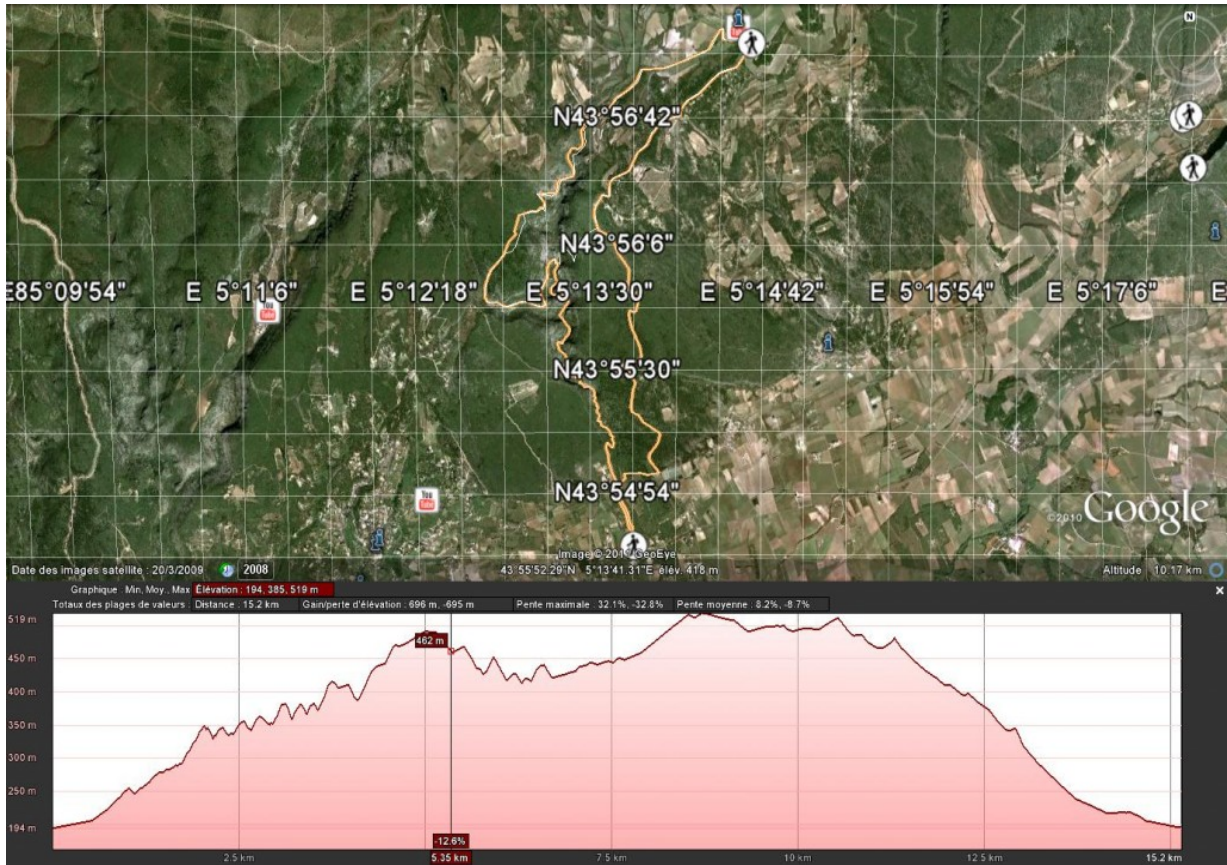 N
N43°56'42"
N43°56'6"
E85°09'54" E 5°11'6" E 5°12'18" E 5°13'30" E 5°14'42" E 5°15'54" E 5°17'6" E
You
Tube
N43°55'30"
You
Tube
N43°54'54"
©2010 Google
Date des images satellite : 20/3/2009 2008 43 55'52.29"N 5°13'41.31"E élév. 418 m Altitude 10.17 km
Graphique Min, Moy., Max Élévation : 194, 385, 519 m
Totaux des plages de valeurs : Distance : 15.2 km Gain/perte d'élévation : 696 m, -695 m Pente maximale : 32.1%, -32.8% Pente moyenne : 8.2%, -8.7%
519 m
462 m
450 m
400 m
350 m
300 m
250 m
194 m
-12.6%
2.5 km 5.35 km 7.5 km 10 km 12.5 km 15.2 km